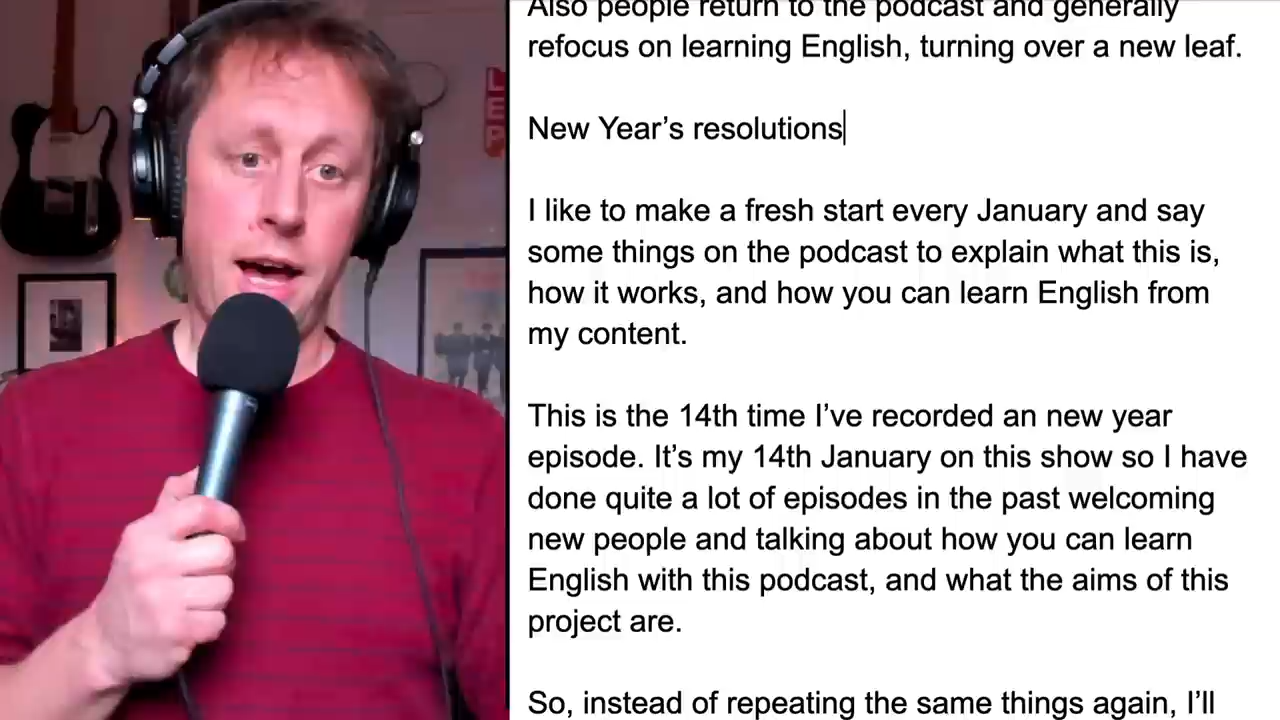 LEP
Also people return to the podcast and generally
refocus on learning English, turning over a new leaf.
New Year’s resolutions
I like to make a fresh start every January and say
some things on the podcast to explain what this is,
how it works, and how you can learn English from
my content.
This is the 14th time I’ve recorded an new year
episode. It’s my 14th January on this show so I have
done quite a lot of episodes in the past welcoming
new people and talking about how you can learn
English with this podcast, and what the aims of this
project are.
So, instead of repeating the same things again, I’ll